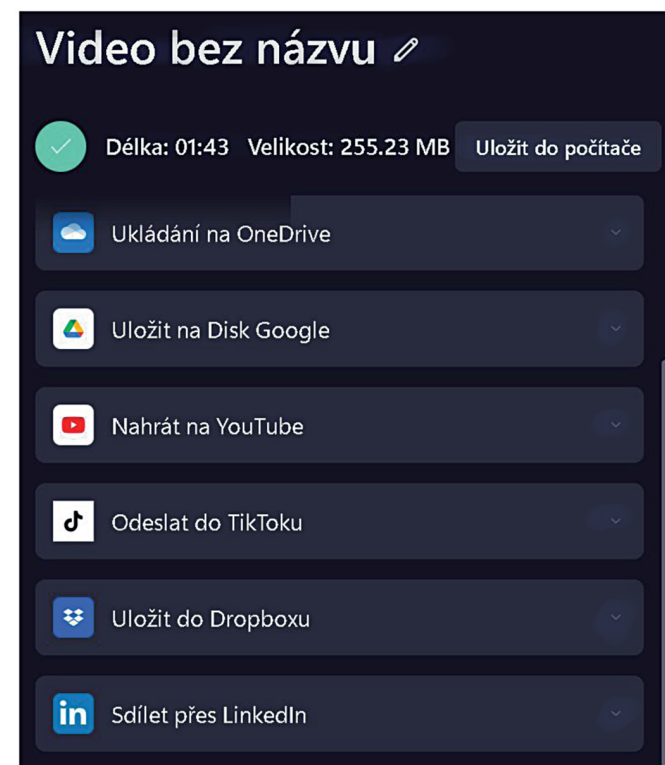 Video bez názvu
Délka: 01:43 Velikost: 255.23 MB Uložit do počítače
Ukládání na OneDrive
Uložit na Disk Google
Nahrát na YouTube
Odeslat do TikToku
Uložit do Dropboxu
in Sdílet přes LinkedIn